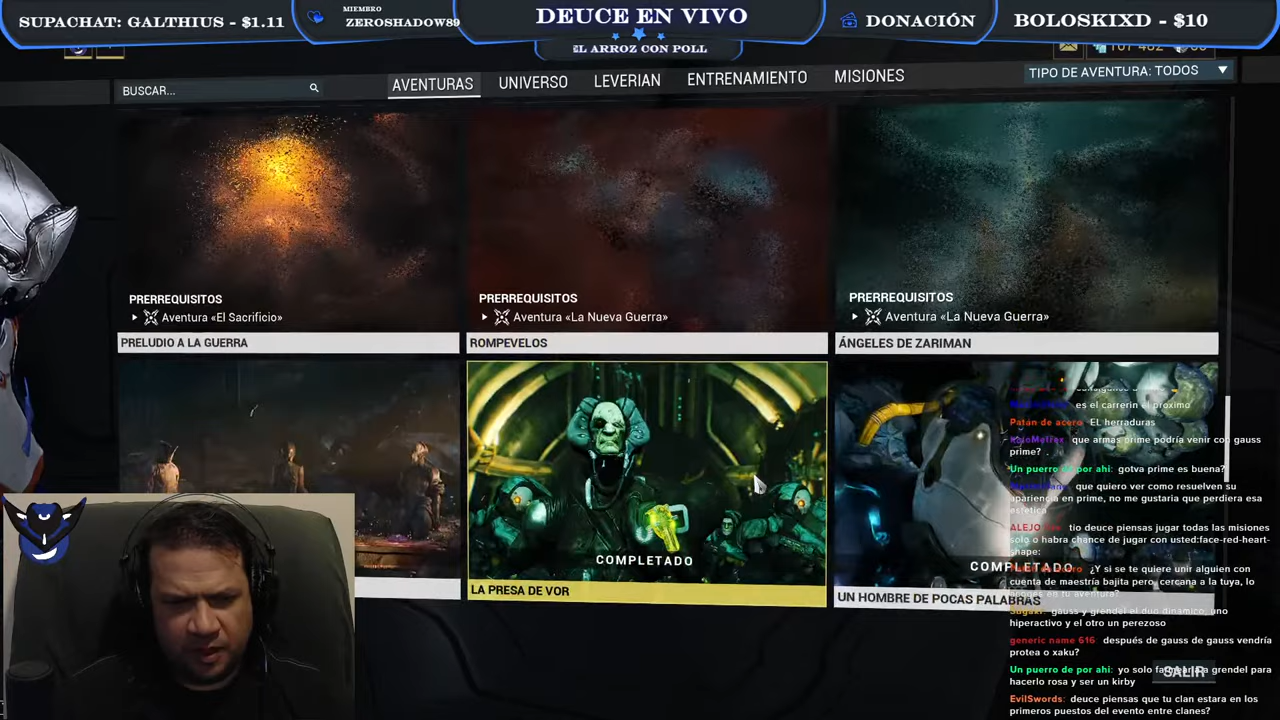 SUPACHAT: GALTHIUS - $1.11
MIEMBRO
ZEROSHADOW89
DEUCE EN VIVO
EL ARROZ CON POLL
DONACIÓN
BOLOSKIXD - $10
BUSCAR...
AVENTURAS
UNIVERSO
LEVERIAN
ENTRENAMIENTO
MISIONES
TIPO DE AVENTURA: TODOS
PRERREQUISITOS
Aventura «El Sacrificio»
PRELUDIO A LA GUERRA
PRERREQUISITOS
Aventura «La Nueva Guerra»
ROMPEVELOS
PRERREQUISITOS
Aventura «La Nueva Guerra»
ÁNGELES DE ZARIMAN
COMPLETADO
LA PRESA DE VOR
COMPLETADO
UN HOMBRE DE POCAS PALABRAS
es el carrerin el proximo
Patán de acero EL herraduras
que armas prime podría venir con gauss
prime?
Un puerro de por ahi: gotva prime es buena?
que quiero ver como resuelven su
apariencia en prime, no me gustaria que perdiera esa
estetica
ALEJO tio deuce piensas jugar todas las misiones
solo o habra chance de jugar con usted:face-red-heart-
shape:
¿Y si se te quiere unir alguien con
cuenta de maestría bajita pero cercana a la tuya, lo
en tu aventura?
gauss y grendel el duo dinamico, uno
hiperactivo y el otro un perezoso
generic name 616 después de gauss de gauss vendría
protea o xaku?
Un puerro de por ahi: yo solo a grendel para
hacerlo rosa y ser un kirby
SALIR
EvilSwords: deuce piensas que tu clan estara en los
primeros puestos del evento entre clanes?